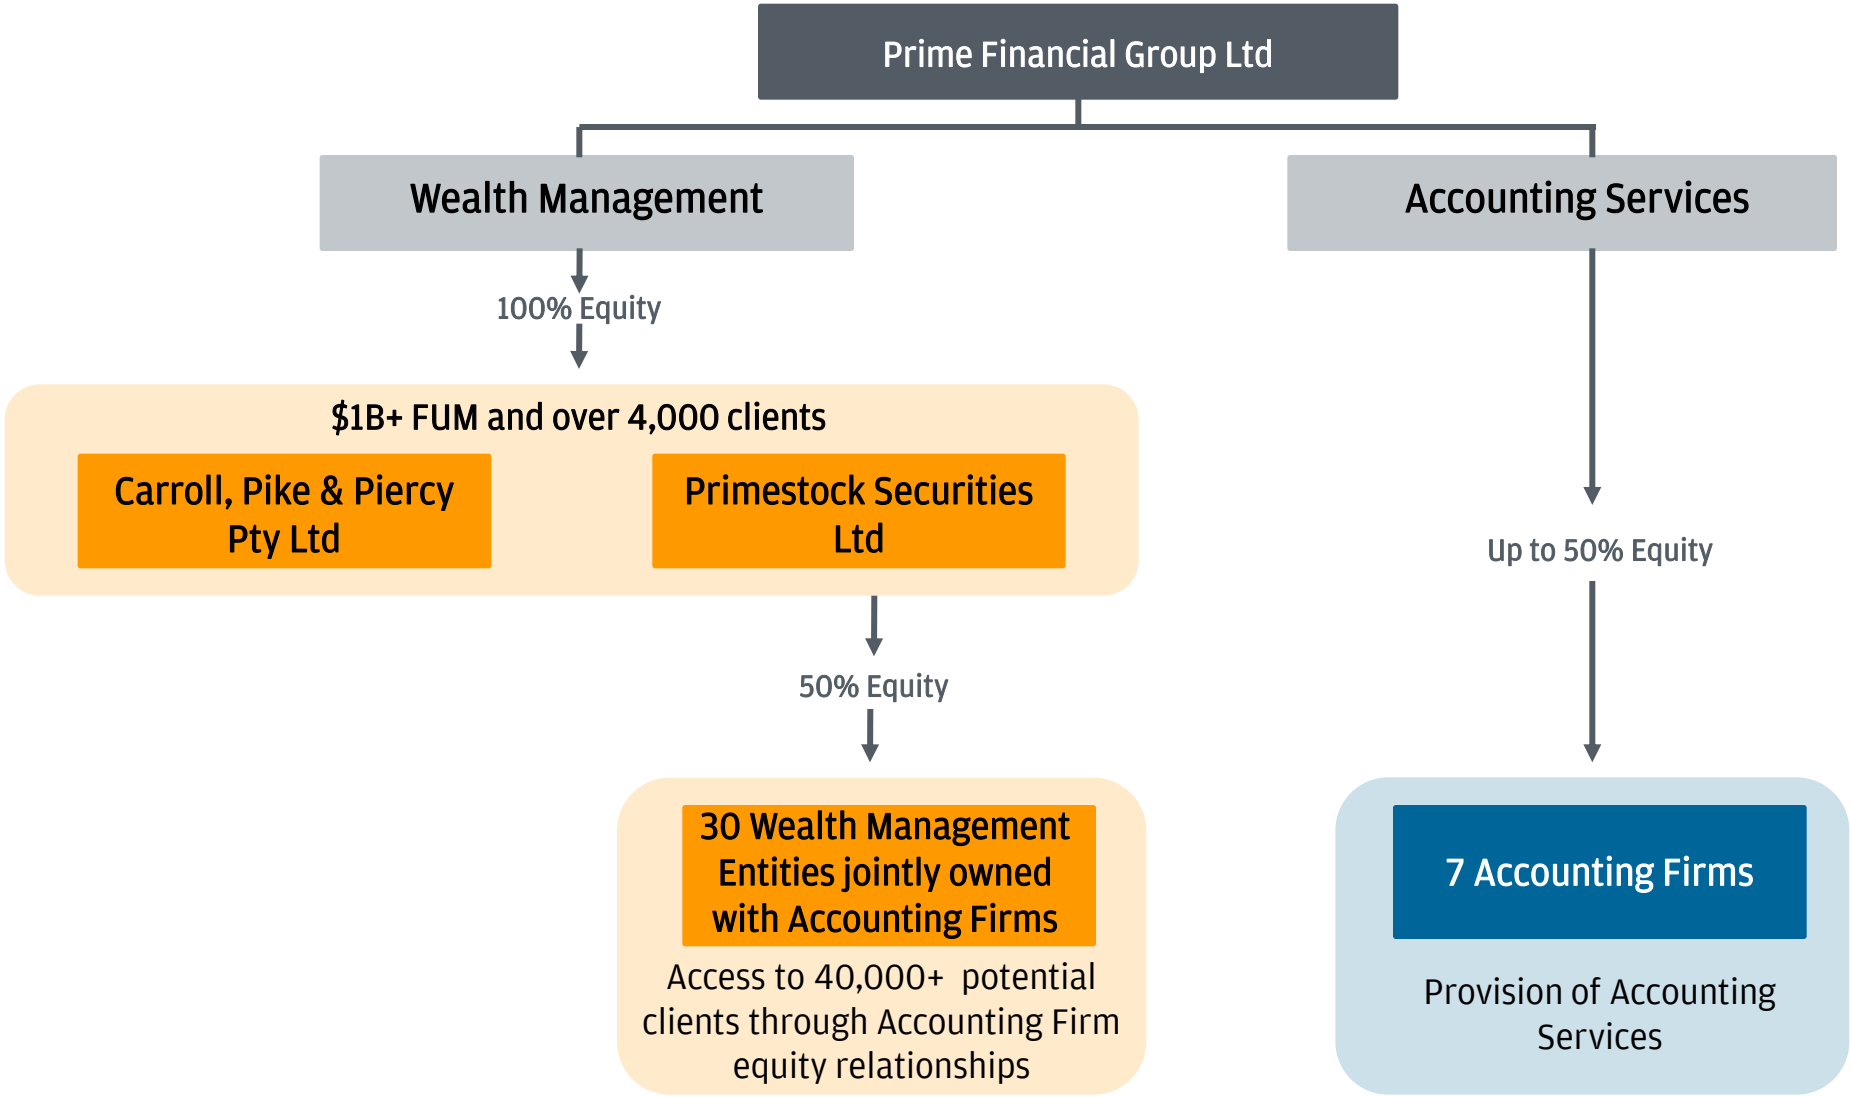 Prime Financial Group Ltd
Wealth Management
Accounting Services
100% Equity
$1B+ FUM and over 4,000 clients
Carroll, Pike & Piercy
Pty Ltd
Primestock Securities
Ltd
Up to 50% Equity
50% Equity
30 Wealth Management
Entities jointly owned
with Accounting Firms
Access to 40,000+ potential
clients through Accounting Firm
equity relationships
7 Accounting Firms
Provision of Accounting
Services